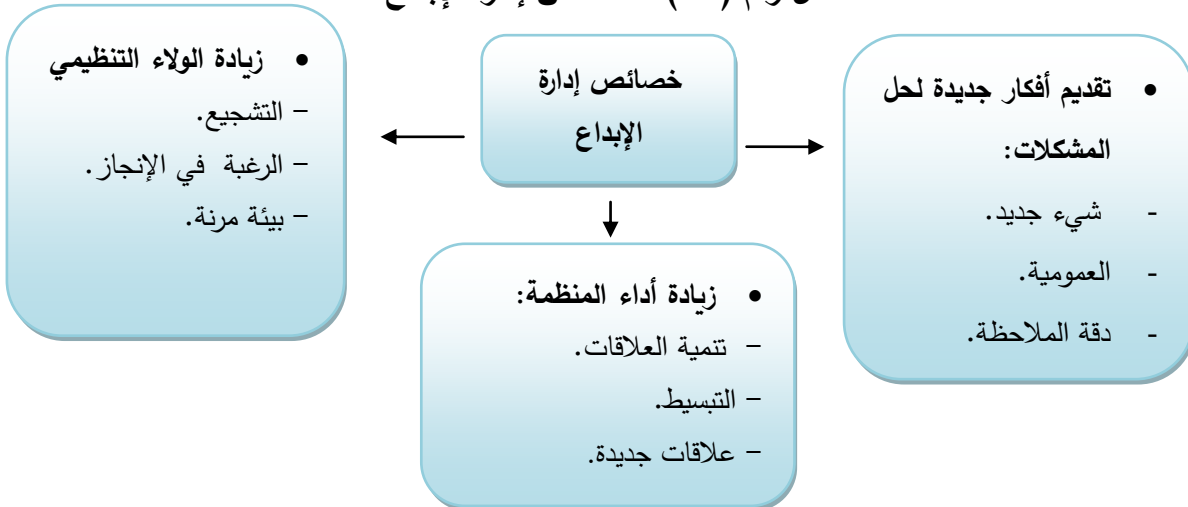 خصائص إدارة
الإبداع
• تقديم أفكار جديدة لحل
المشكلات:
- شيء جديد.
- العمومية.
- دقة الملاحظة.
• زيادة أداء المنظمة:
– تنمية العلاقات.
– التبسيط.
– علاقات جديدة.
• زيادة الولاء التنظيمي
– التشجيع.
– الرغبة في الإنجاز.
– بيئة مرنة.